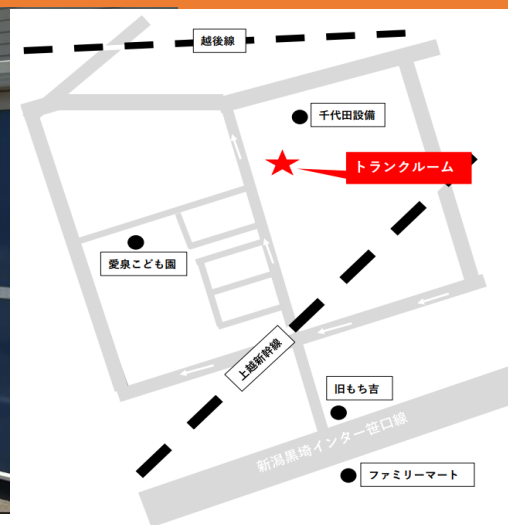 越後線
千代田設備
トランクルーム
愛泉こども園
上越新幹線
旧もち吉
新潟黒埼インター笹口線
ファミリーマート